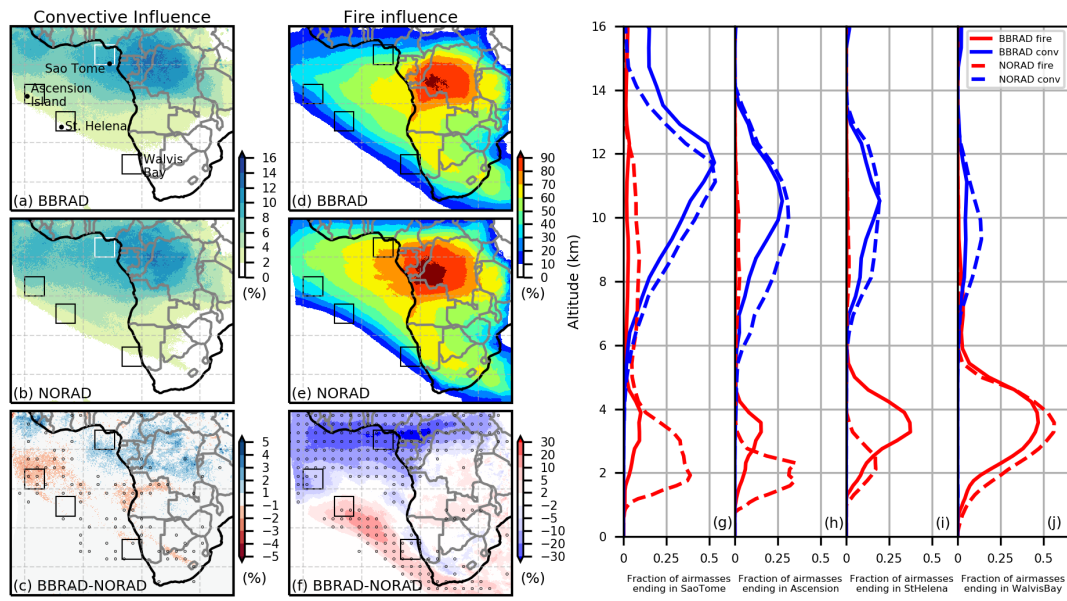 Convective Influence
Fire influence
Sao Tome
Ascension
Island
St. Helena
Walvis
Bay
(a) BBRAD
16
14
12
10
8
6
4
2
0
(%)
(d) BBRAD
90
80
70
60
50
40
30
20
10
0
(%)
(b) NORAD
(e) NORAD
(c) BBRAD-NORAD
5
4
3
2
1
−1
−2
−3
−4
−5
(%)
(f) BBRAD-NORAD
30
20
10
5
2
−2
−5
−10
−20
−30
(%)
Altitude (km)
16
14
12
10
8
6
4
2
0
BBRAD fire
BBRAD conv
NORAD fire
NORAD conv
(g)
(h)
(i)
(j)
0 0.5 0 0.5 0 0.5 0 0.5
Fraction of airmasses
ending in SaoTome
Fraction of airmasses
ending in Ascension
Fraction of airmasses
ending in StHelena
Fraction of airmasses
ending in WalvisBay